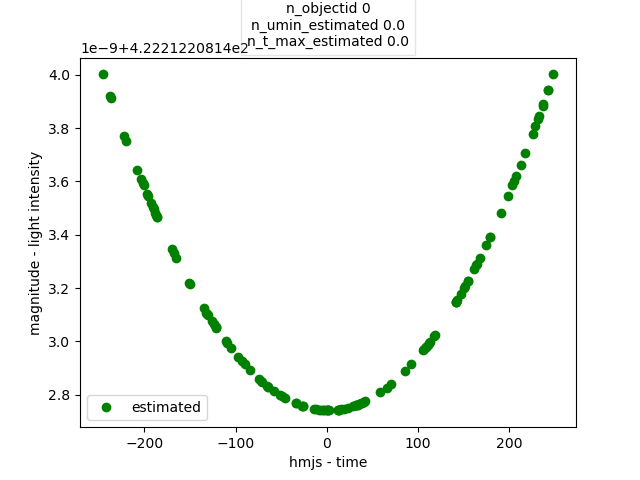 n_objectid 0
n_umin_estimated 0.0
n_t_max_estimated 0.0
1e-9+4.2221220814e2
4.0
3.8
3.6
3.4
3.2
3.0
2.8
magnitude - light intensity
estimated
−200
−100
0
100
200
hmjs - time